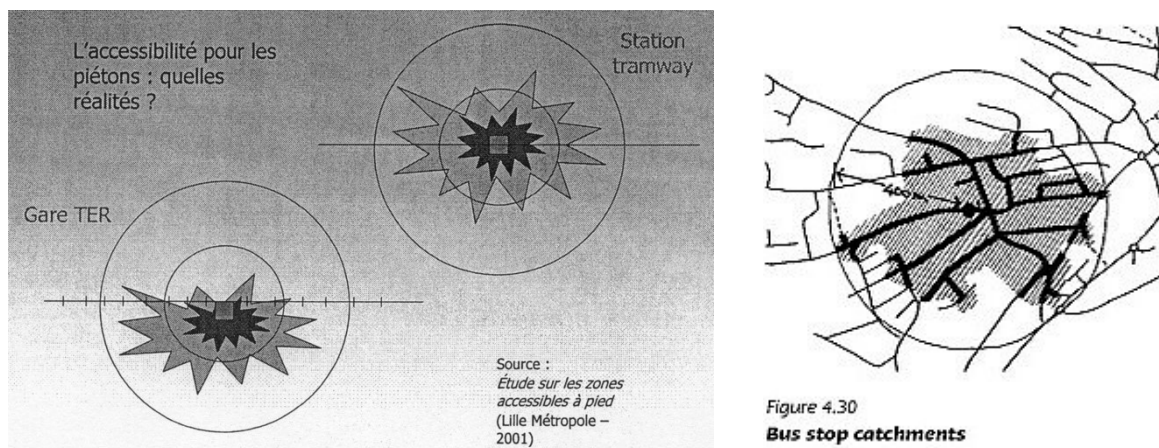 L'accessibilité pour les
piétons : quelles
réalités ?
Station
tramway
Gare TER
Source :
Étude sur les zones
accessibles à pied
(Lille Métropole –
2001)
400m
Figure 4.30
Bus stop catchments